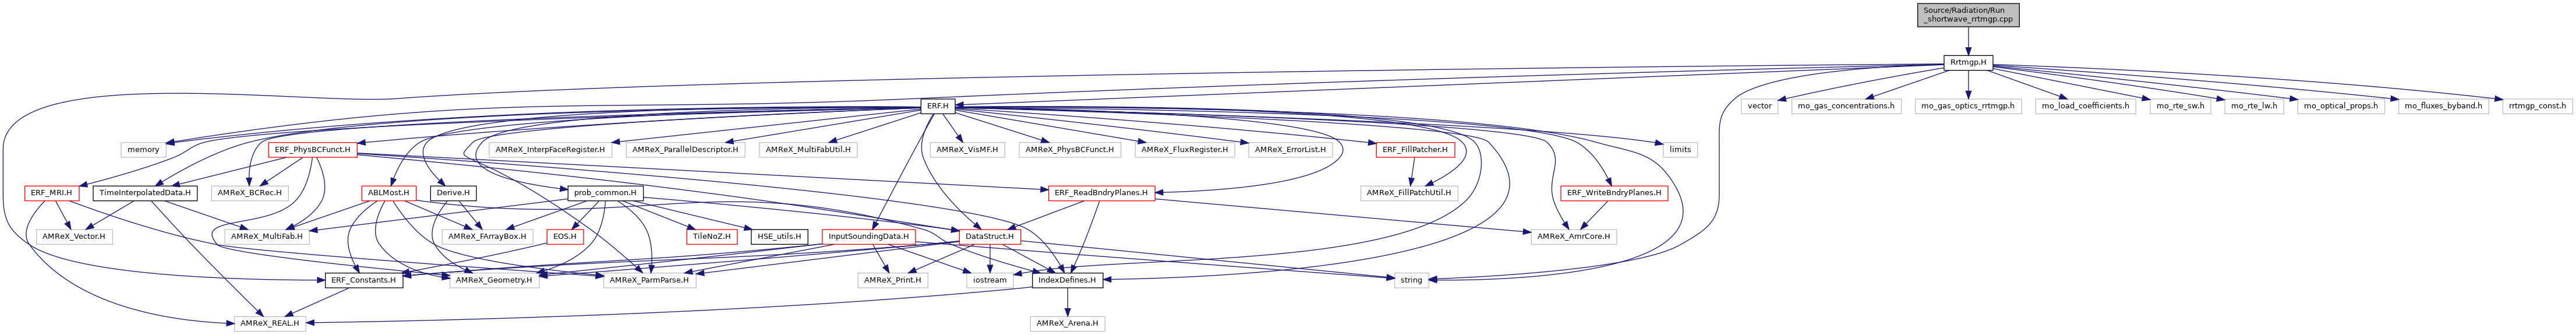 Source/Radiation/Run
_shortwave_rrtmgp.cpp
Rrtmgp.H
ERF.H
vector
mo_gas_concentrations.h
mo_gas_optics_rrtmgp.h
mo_load_coefficients.h
mo_rte_sw.h
mo_rte_lw.h
mo_optical_props.h
mo_fluxes_byband.h
rrtmgp_const.h
memory
ERF_PhysBCFunct.H
AMReX_InterpFaceRegister.H
AMReX_ParallelDescriptor.H
AMReX_MultiFabUtil.H
AMReX_VisMF.H
AMReX_PhysBCFunct.H
AMReX_FluxRegister.H
AMReX_ErrorList.H
ERF_FillPatcher.H
limits
ERF_MRI.H
TimeInterpolatedData.H
AMReX_BCRec.H
ABLMost.H
Derive.H
prob_common.H
ERF_ReadBndryPlanes.H
AMReX_FillPatchUtil.H
ERF_WriteBndryPlanes.H
AMReX_Vector.H
AMReX_MultiFab.H
AMReX_FArrayBox.H
EOS.H
TileNoZ.H
HSE_utils.H
InputSoundingData.H
DataStruct.H
AMReX_AmrCore.H
ERF_Constants.H
AMReX_Geometry.H
AMReX_ParmParse.H
AMReX_Print.H
iostream
IndexDefines.H
string
AMReX_REAL.H
AMReX_Arena.H